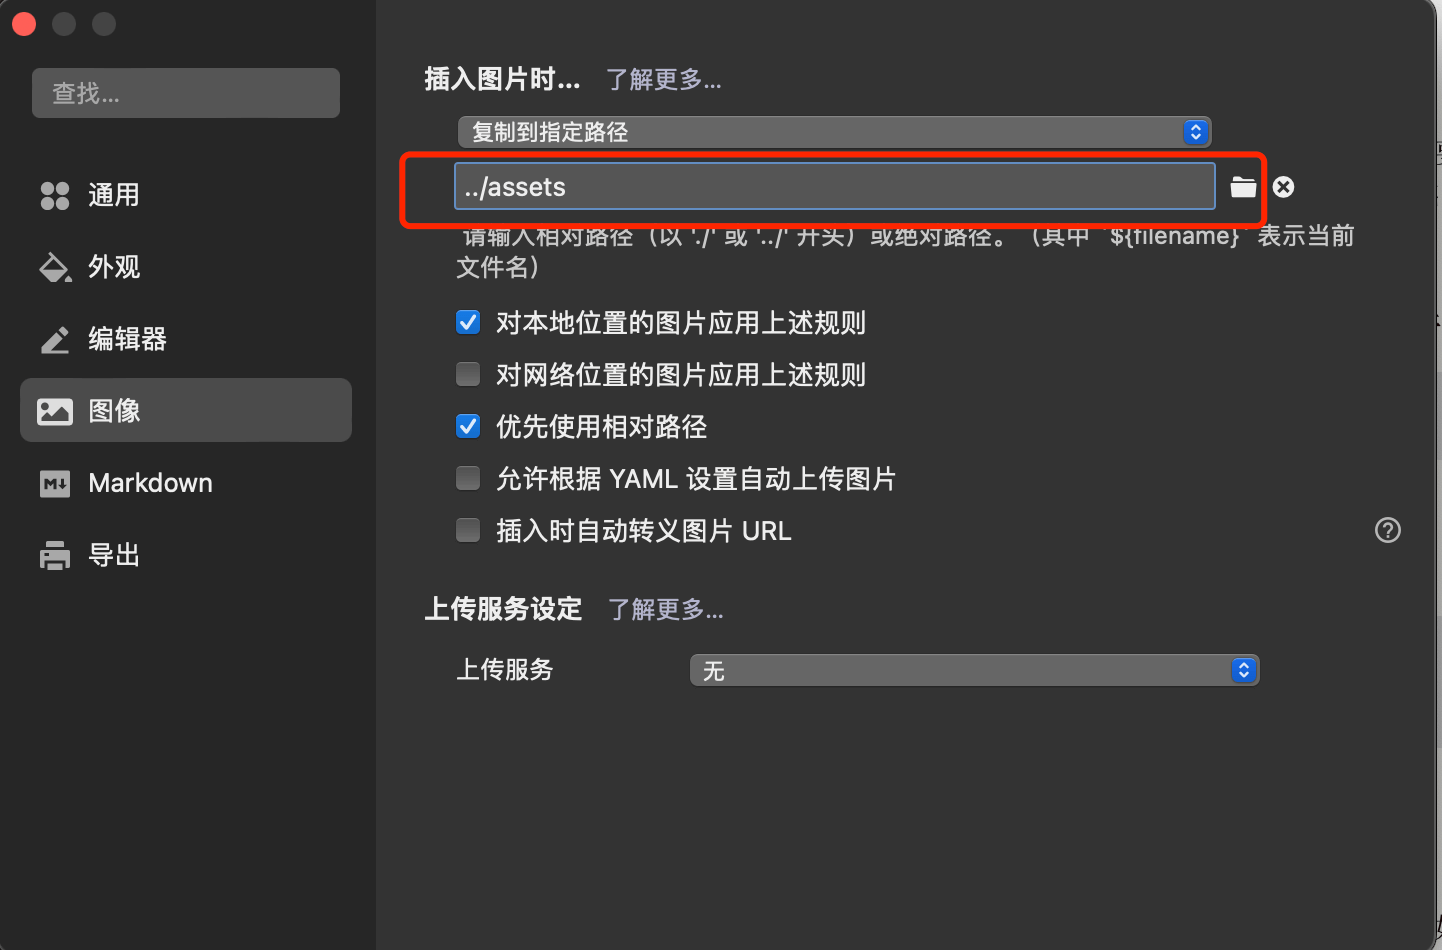 查找...
通用
外观
编辑器
图像
Markdown
导出
插入图片时... 了解更多...
复制到指定路径
../assets
请输入相对路径（以 './' 或 '../' 开头）或绝对路径。（其中 `${filename}` 表示当前
文件名）
对本地位置的图片应用上述规则
对网络位置的图片应用上述规则
优先使用相对路径
允许根据 YAML 设置自动上传图片
插入时自动转义图片 URL
上传服务设定 了解更多...
上传服务 无